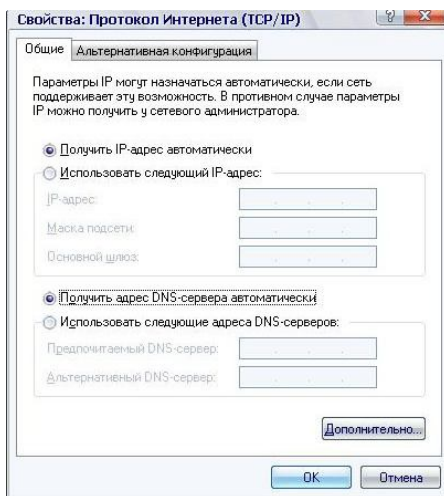 Свойства: Протокол Интернета (TCP/IP)
Общие
Альтернативная конфигурация
Параметры IP могут назначаться автоматически, если сеть
поддерживает эту возможность. В противном случае параметры
IP можно получить у сетевого администратора.
Получить IP-адрес автоматически
Использовать следующий IP-адрес:
IP-адрес:
Маска подсети:
Основной шлюз:
Получить адрес DNS-сервера автоматически
Использовать следующие адреса DNS-серверов:
Предпочитаемый DNS-сервер:
Альтернативный DNS-сервер:
Дополнительно...
OK
Отмена